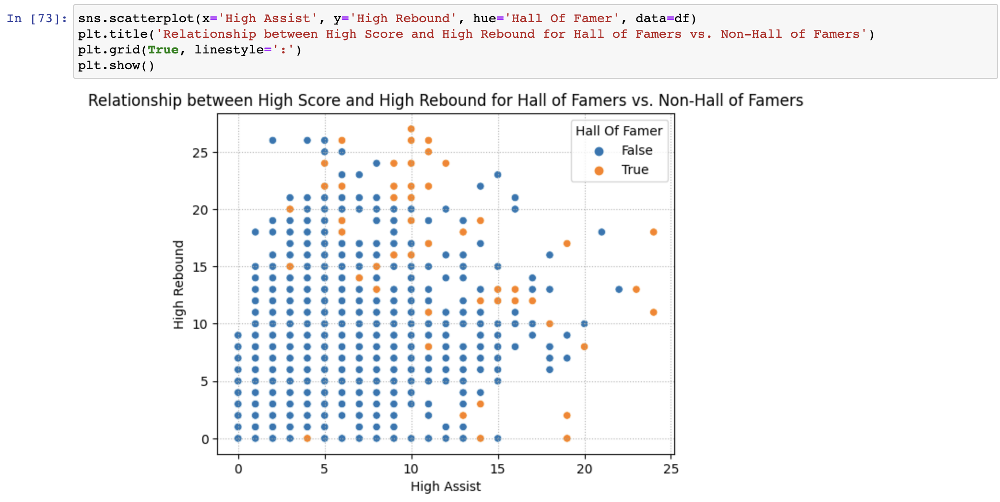 In [73]: sns.scatterplot(x='High Assist', y='High Rebound', hue='Hall Of Famer', data=df)
plt.title('Relationship between High Score and High Rebound for Hall of Famers vs. Non-Hall of Famers')
plt.grid(True, linestyle=':')
plt.show()
Relationship between High Score and High Rebound for Hall of Famers vs. Non-Hall of Famers
Hall Of Famer
False
True
High Rebound
25
20
15
10
5
0
0 5 10 15 20 25
High Assist